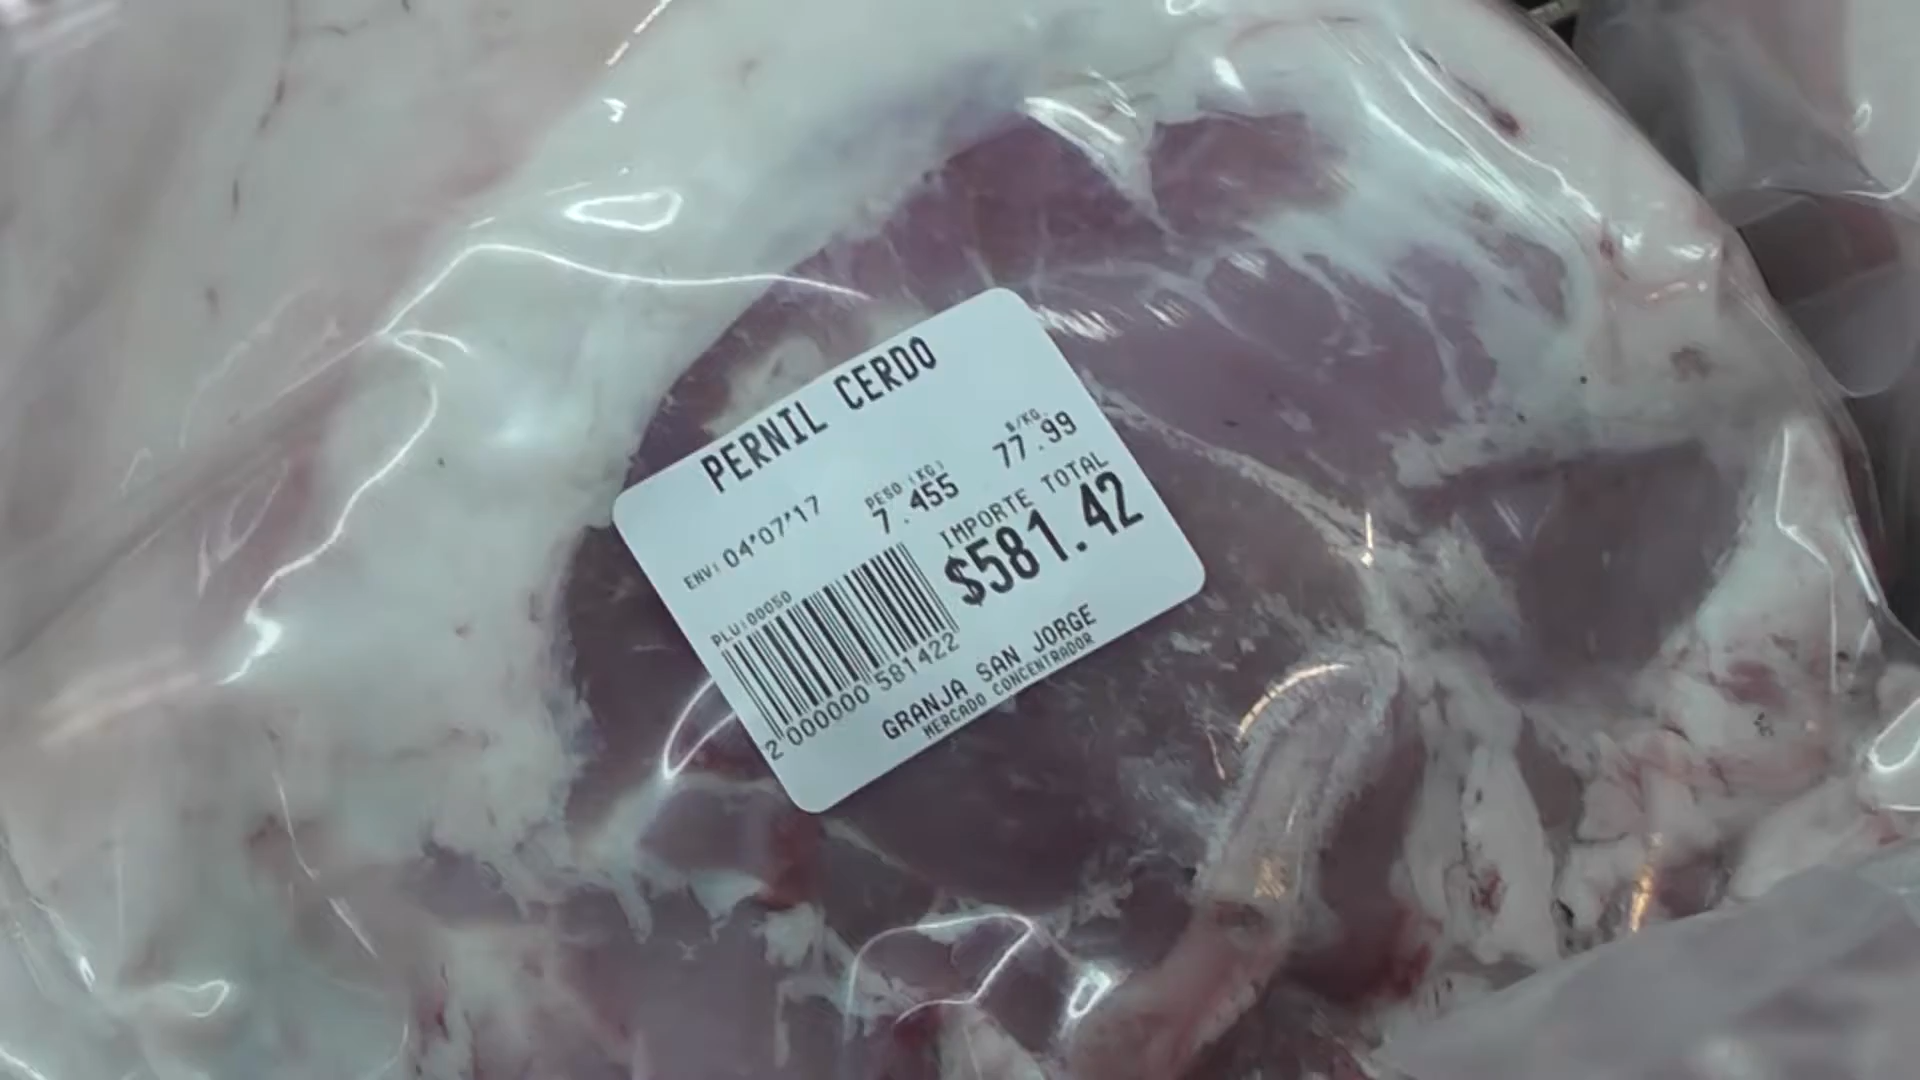 PERNIL CERDO
ENV: 04*07*17
PESO (KG)
7.455
$/KG.
77.99
IMPORTE TOTAL
$581.42
PLU:00050
2 000000 581422
GRANJA SAN JORGE
MERCADO CONCENTRADOR